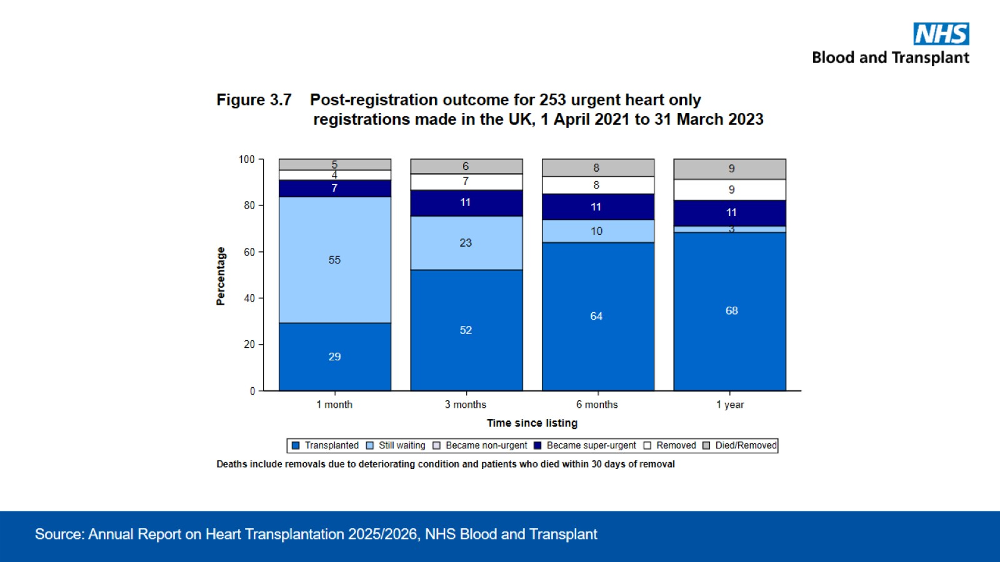 NHS
Blood and Transplant
Figure 3.7 Post-registration outcome for 253 urgent heart only
registrations made in the UK, 1 April 2021 to 31 March 2023
100
80
60
40
20
0
Percentage
5
4
7
55
29
6
7
11
23
52
8
8
11
10
64
9
9
11
3
68
1 month
3 months
6 months
1 year
Time since listing
Transplanted Still waiting Became non-urgent Became super-urgent Removed Died/Removed
Deaths include removals due to deteriorating condition and patients who died within 30 days of removal
Source: Annual Report on Heart Transplantation 2025/2026, NHS Blood and Transplant